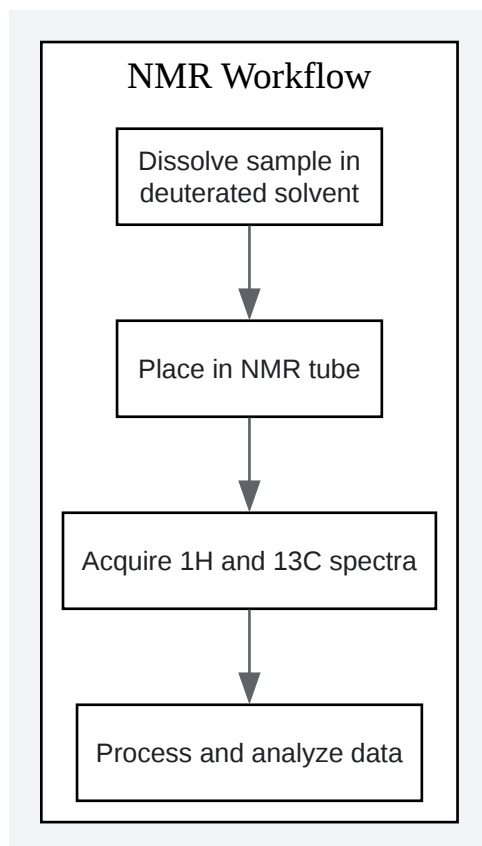 NMR Workflow
Dissolve sample in
deuterated solvent
Place in NMR tube
Acquire 1H and 13C spectra
Process and analyze data